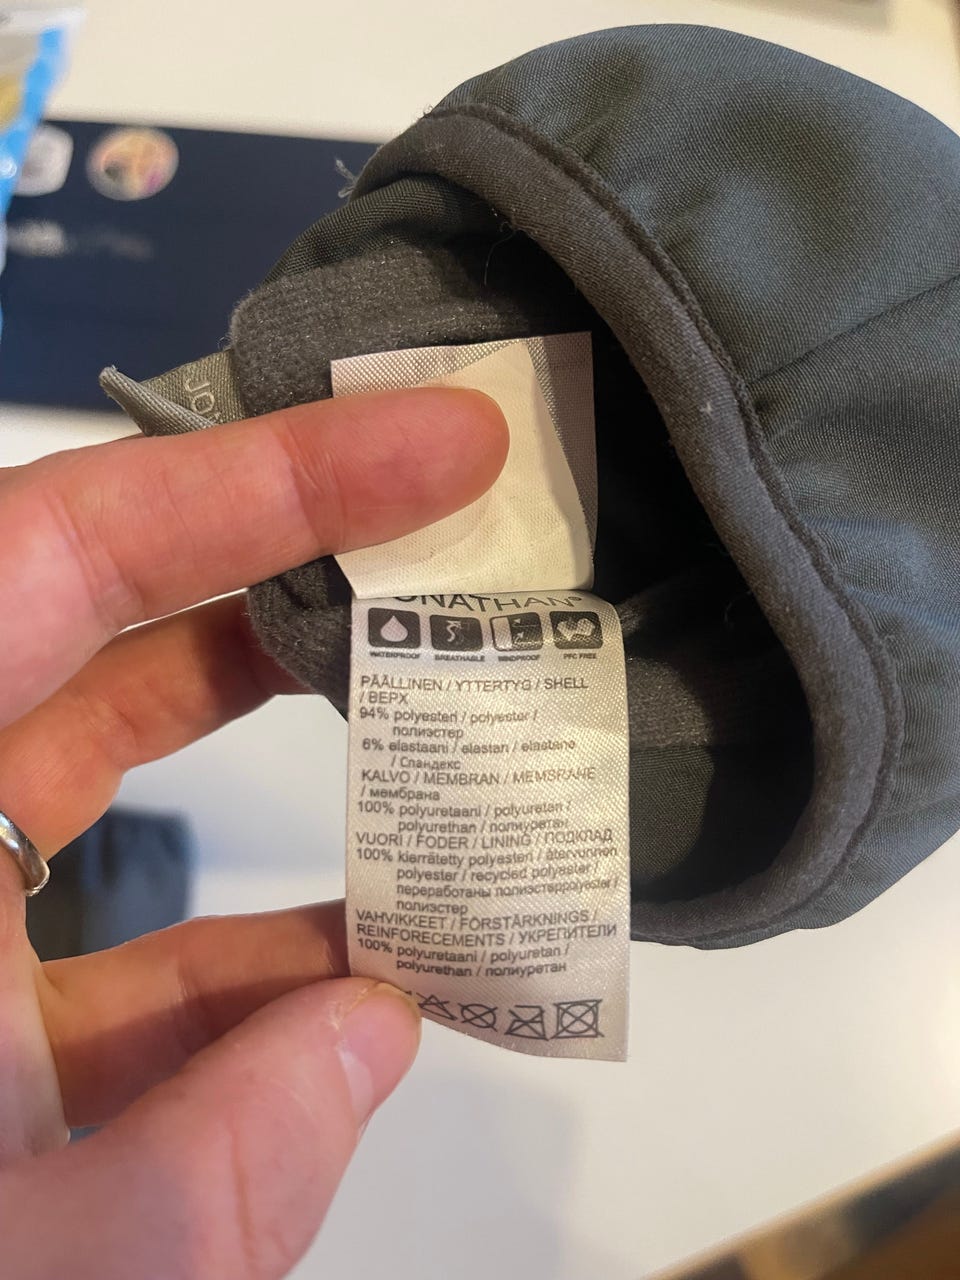 JOI
ONATHAN®
WATERPROOF BREATHABLE WINDPROOF PFC FREE
PÄÄLLINEN / YTTERTYG / SHELL
/ ВЕРХ
94% polyesteri / polyester /
полиэстер
6% elastaani / elastan / elastane
/ Спандекс
KALVO / MEMBRAN / MEMBRANE
/ мембрана
100% polyuretaani / polyuretan /
polyurethan / полиуретан
VUORI / FODER / LINING / ПОДКЛАД
100% kierrätetty polyesteri / återvunnen
polyester / recycled polyester /
переработаны полиэстерpolyester /
полиэстер
VAHVIKKEET / FÖRSTÄRKNINGS /
REINFORCEMENTS / УКРЕПИТЕЛИ
100% polyuretaani / polyuretan /
polyurethan / полиуретан